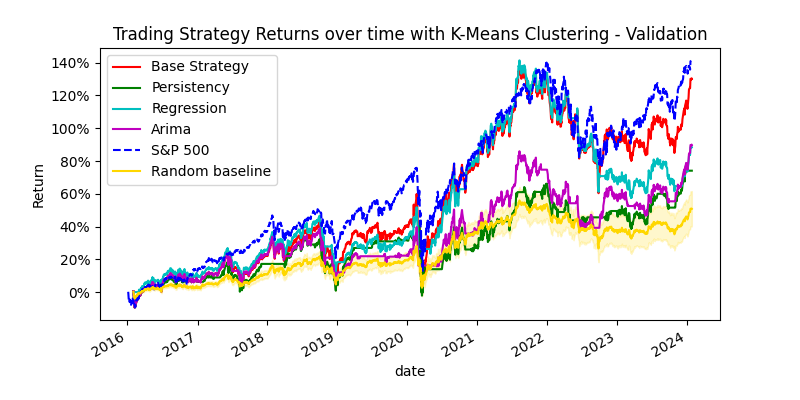 Trading Strategy Returns over time with K-Means Clustering - Validation
140%
120%
100%
80%
60%
40%
20%
0%
Return
Base Strategy
Persistency
Regression
Arima
S&P 500
Random baseline
2016
2017
2018
2019
2020
2021
2022
2023
2024
date